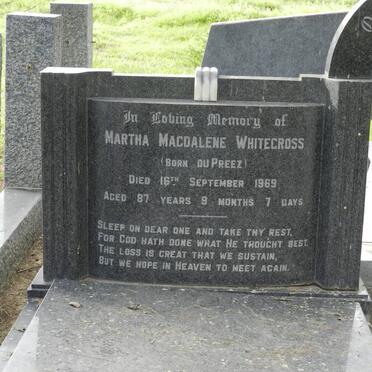 In Loving Memory of
MARTHA MAGDALENE WHITECROSS
(BORN DU PREEZ)
DIED 16TH SEPTEMBER 1969
AGED 87 YEARS 9 MONTHS 7 DAYS
SLEEP ON DEAR ONE AND TAKE THY REST,
FOR GOD HATH DONE WHAT HE THOUGHT BEST.
THE LOSS IS GREAT THAT WE SUSTAIN,
BUT WE HOPE IN HEAVEN TO MEET AGAIN.